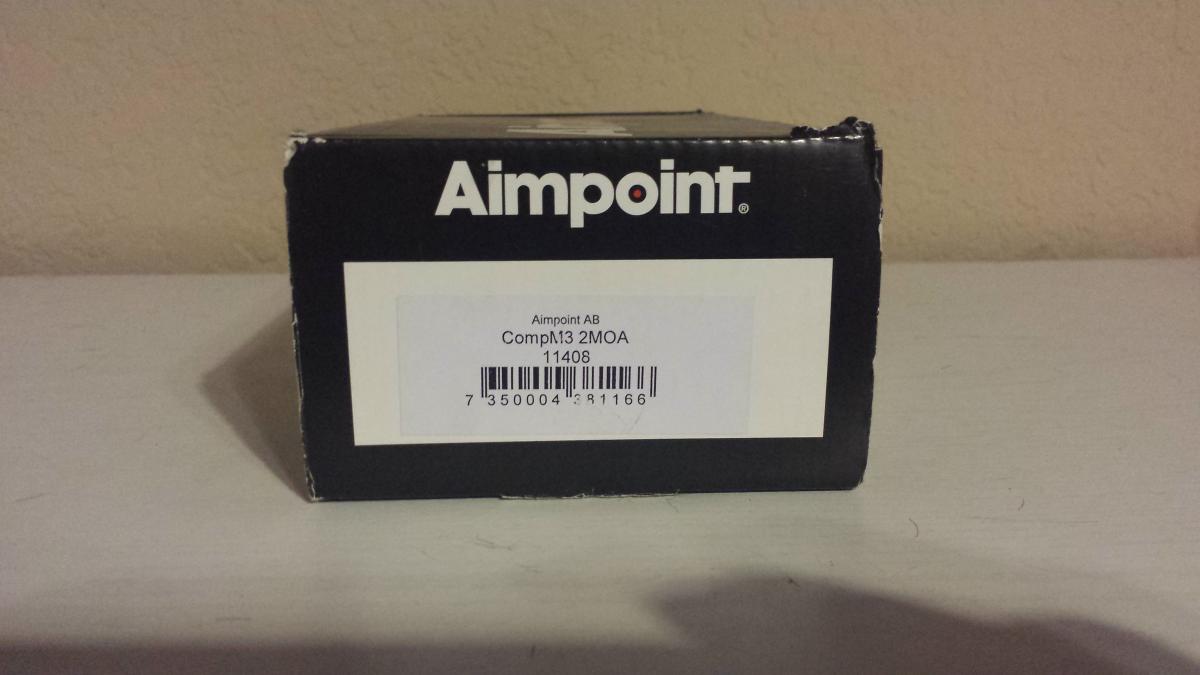 Aimpoint®
Aimpoint AB
CompM3 2MOA
11408
7 350004 381166